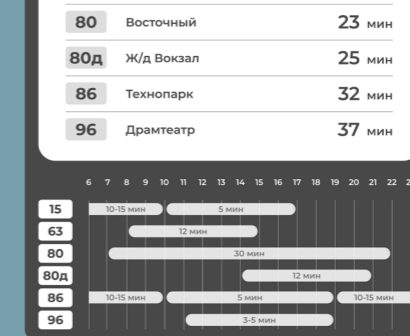 80 Восточный 23 мин
80д Ж/д Вокзал 25 мин
86 Технопарк 32 мин
96 Драмтеатр 37 мин
6 7 8 9 10 11 12 13 14 15 16 17 18 19 20 21 22
15 10-15 мин 5 мин
63 12 мин
80 30 мин
80д 12 мин
86 10-15 мин 5 мин 10-15 мин
96 3-5 мин